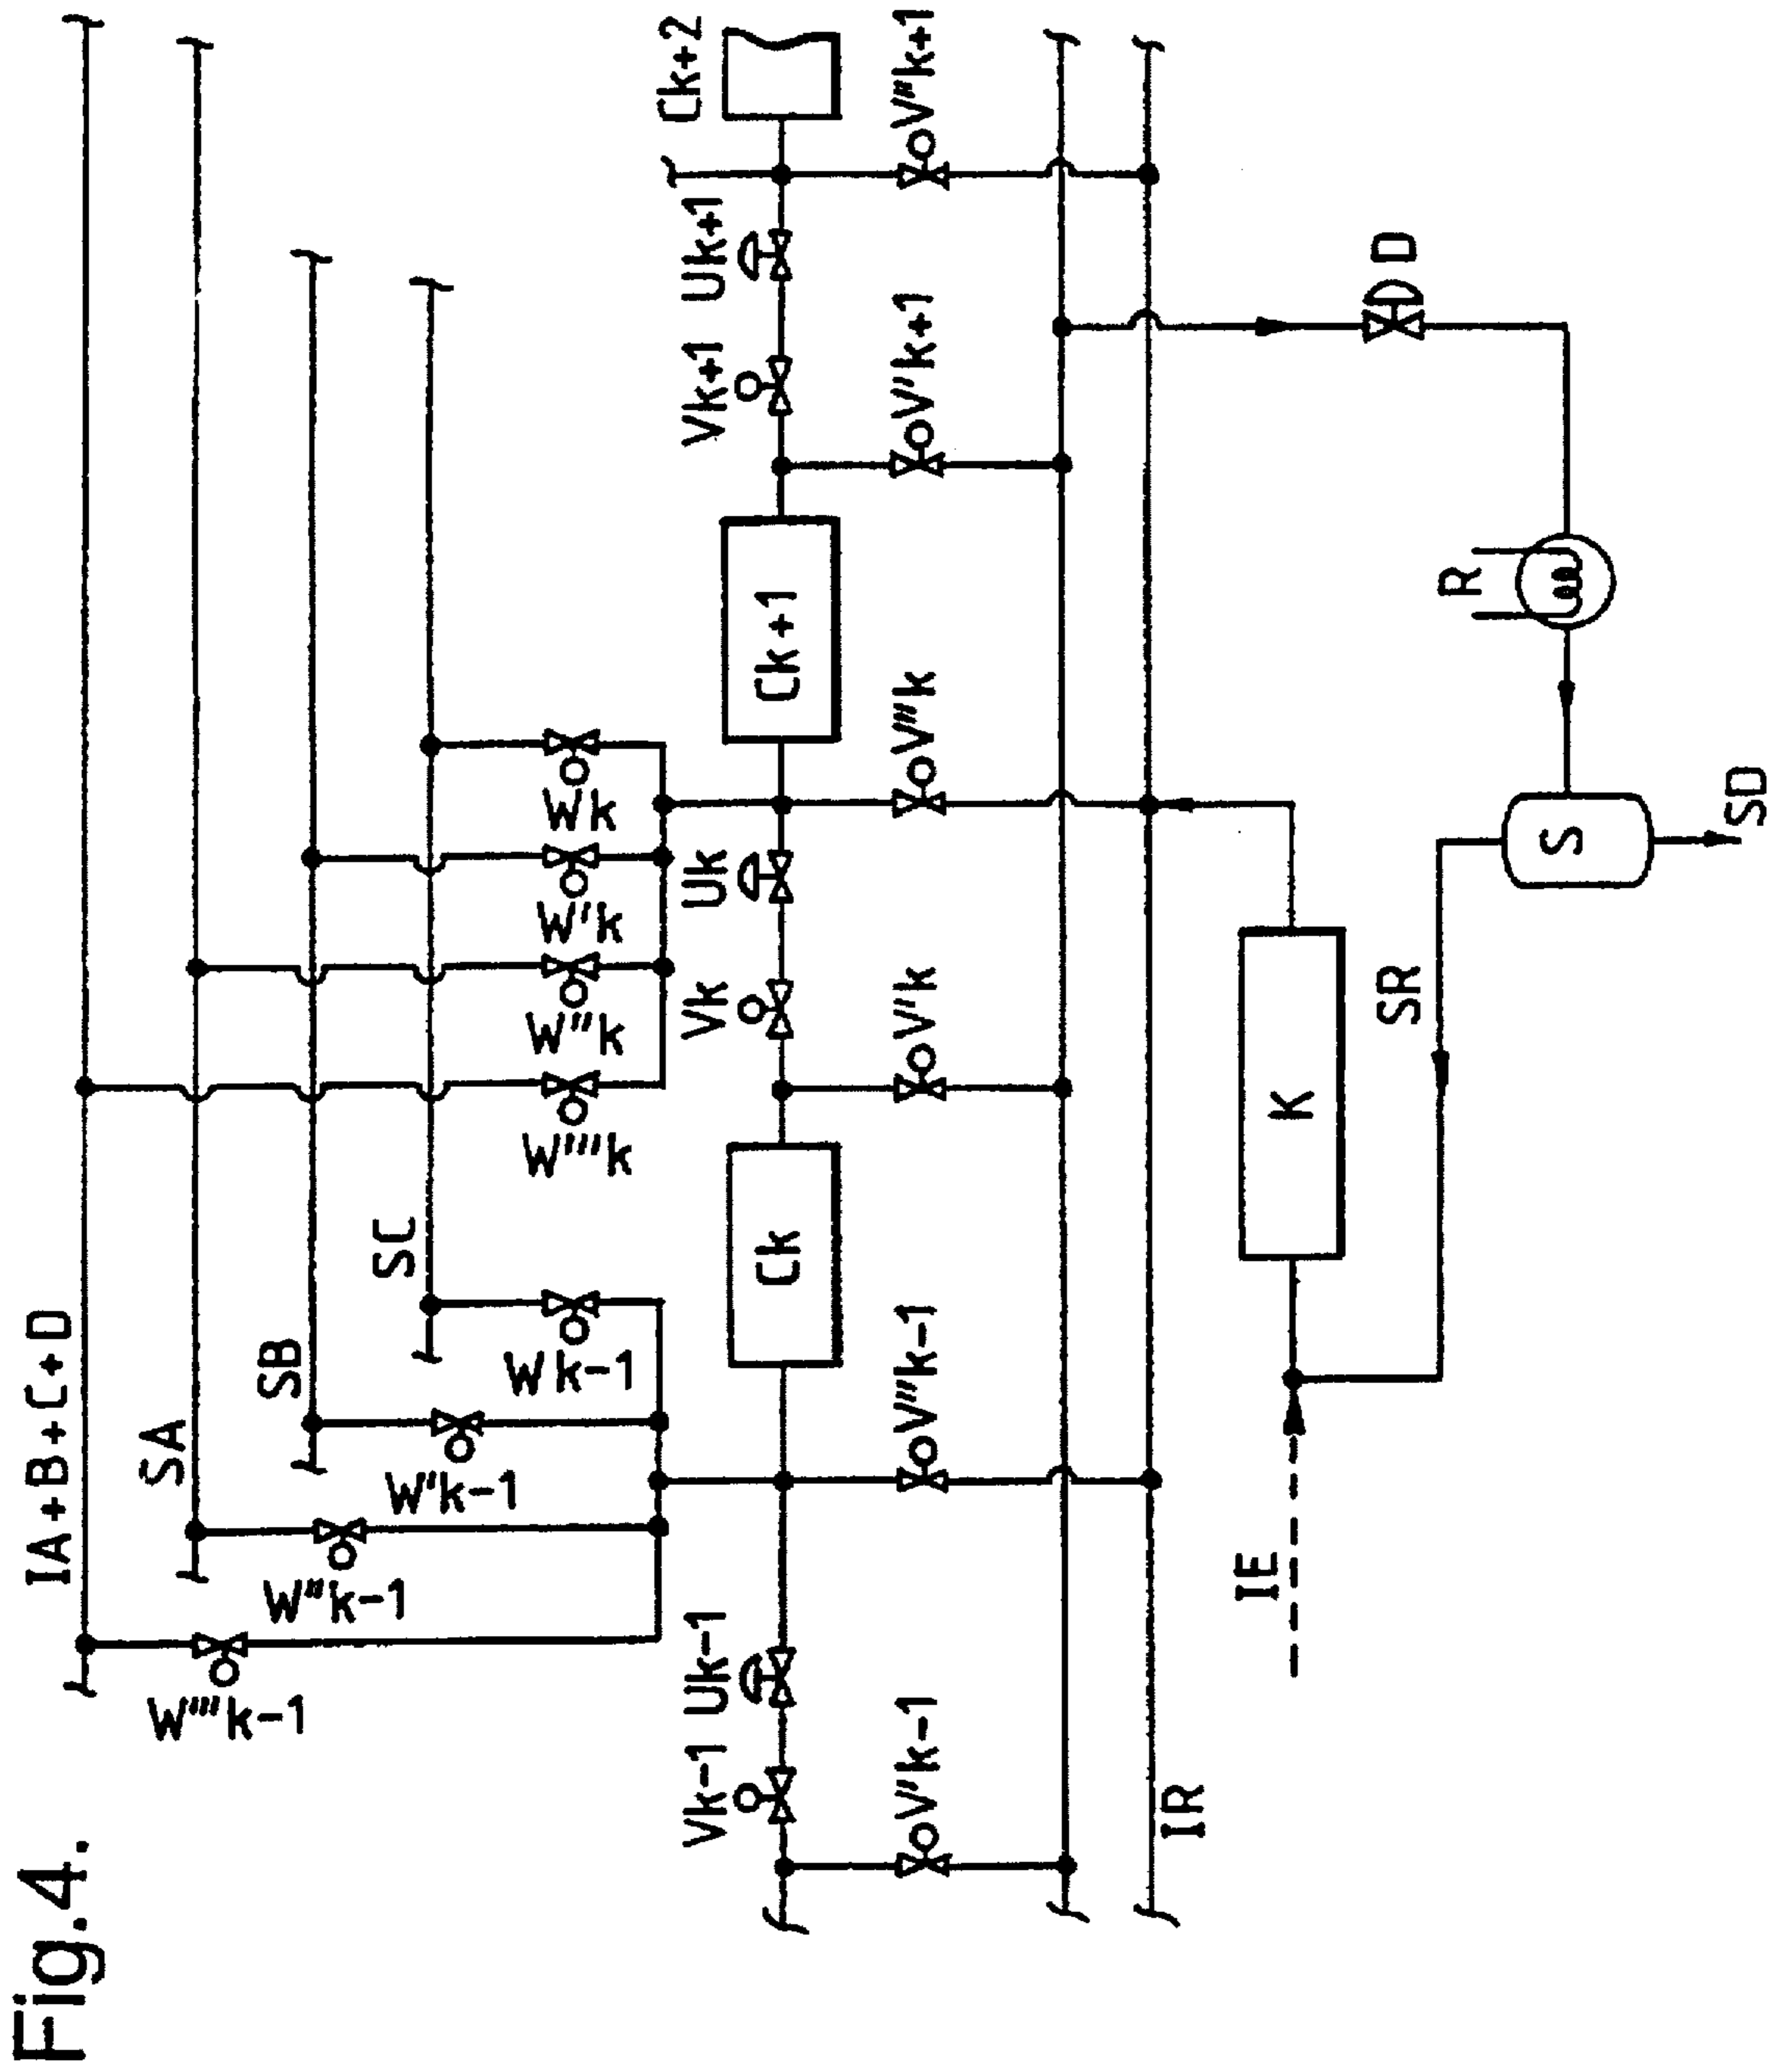 Fig.4.
IA+B+C+D
SA
W'''k-1
SB
W"k-1
SC
W'k-1
Wk-1
W'''k
W"k
W'k
Wk
Ck+2
Vk-1
Uk-1
Vk
Uk
Vk+1
Uk+1
Ck
Ck+1
V'k-1
V"k-1
V'k
V"k
V'k+1
V"k+1
IR
IE
K
SR
D
R
S
SD